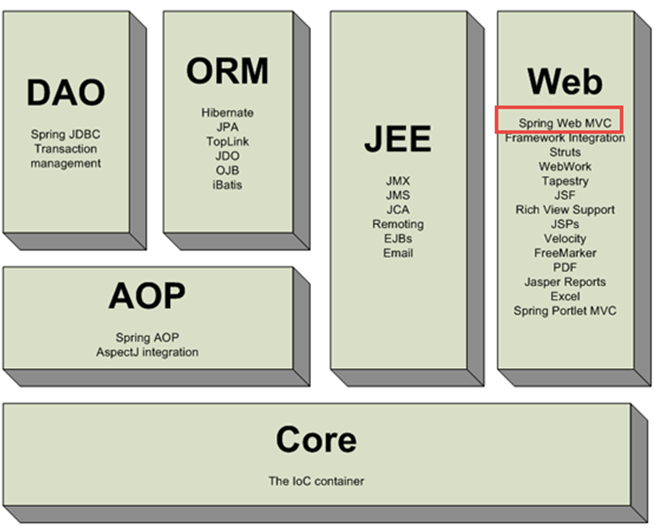 DAO
Spring JDBC
Transaction
management
ORM
Hibernate
JPA
TopLink
JDO
OJB
iBatis
JEE
JMX
JMS
JCA
Remoting
EJBs
Email
Web
Spring Web MVC
Framework Integration
Struts
WebWork
Tapestry
JSF
Rich View Support
JSPs
Velocity
FreeMarker
PDF
Jasper Reports
Excel
Spring Portlet MVC
AOP
Spring AOP
AspectJ integration
Core
The IoC container